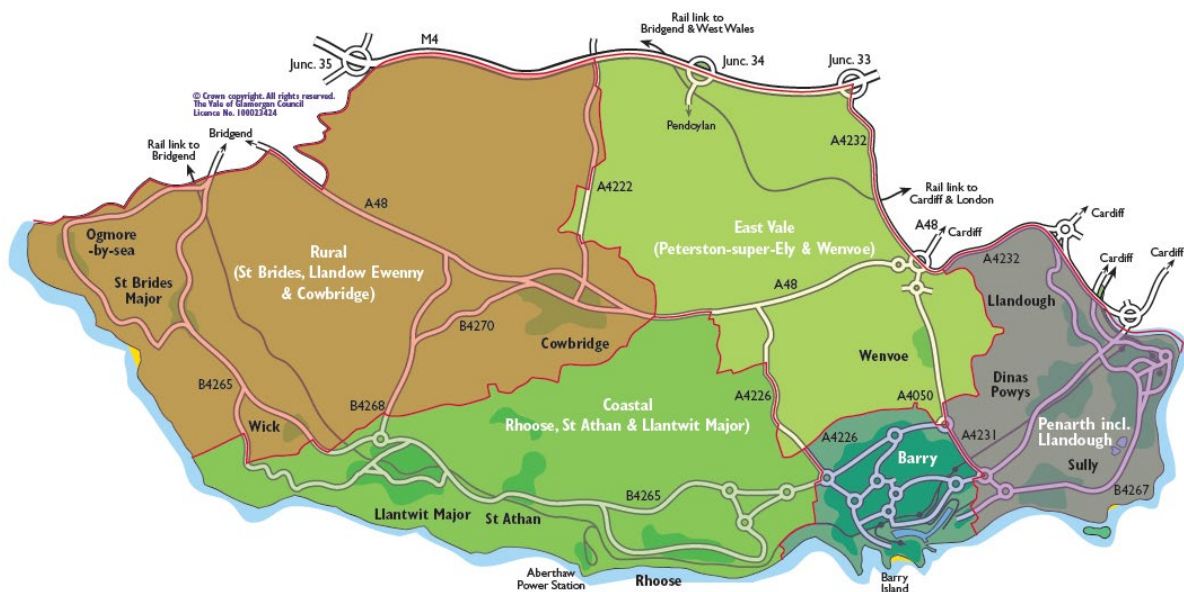 Rail link to
Bridgend & West Wales
M4
Junc. 35
Junc. 34
Junc. 33
© Crown copyright. All rights reserved.
The Vale of Glamorgan Council
Licence No. 100023424
Pendoylan
Bridgend
Rail link to
Bridgend
A4232
A4222
Rail link to
Cardiff & London
A48
A48
Cardiff
Cardiff
Cardiff
Cardiff
Ogmore
-by-sea
Rural
(St Brides, Llandow Ewenny
& Cowbridge)
East Vale
(Peterston-super-Ely & Wenvoe)
A4232
St Brides
Major
A48
Llandough
B4270
Cowbridge
Wenvoe
Dinas
Powys
B4265
B4268
A4226
A4050
Wick
Coastal
Rhoose, St Athan & Llantwit Major)
Penarth incl.
Llandough
A4226
A4231
Barry
Sully
B4265
B4267
Llantwit Major
St Athan
Aberthaw
Power Station
Rhoose
Barry
Island